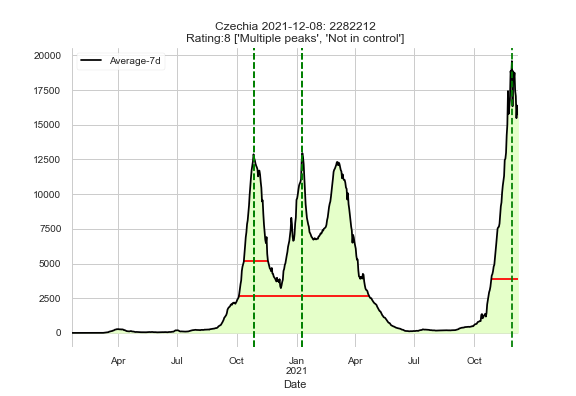 Czechia 2021-12-08: 2282212
Rating:8 ['Multiple peaks', 'Not in control']
Average-7d
20000
17500
15000
12500
10000
7500
5000
2500
0
Apr
Jul
Oct
Jan
2021
Apr
Jul
Oct
Date